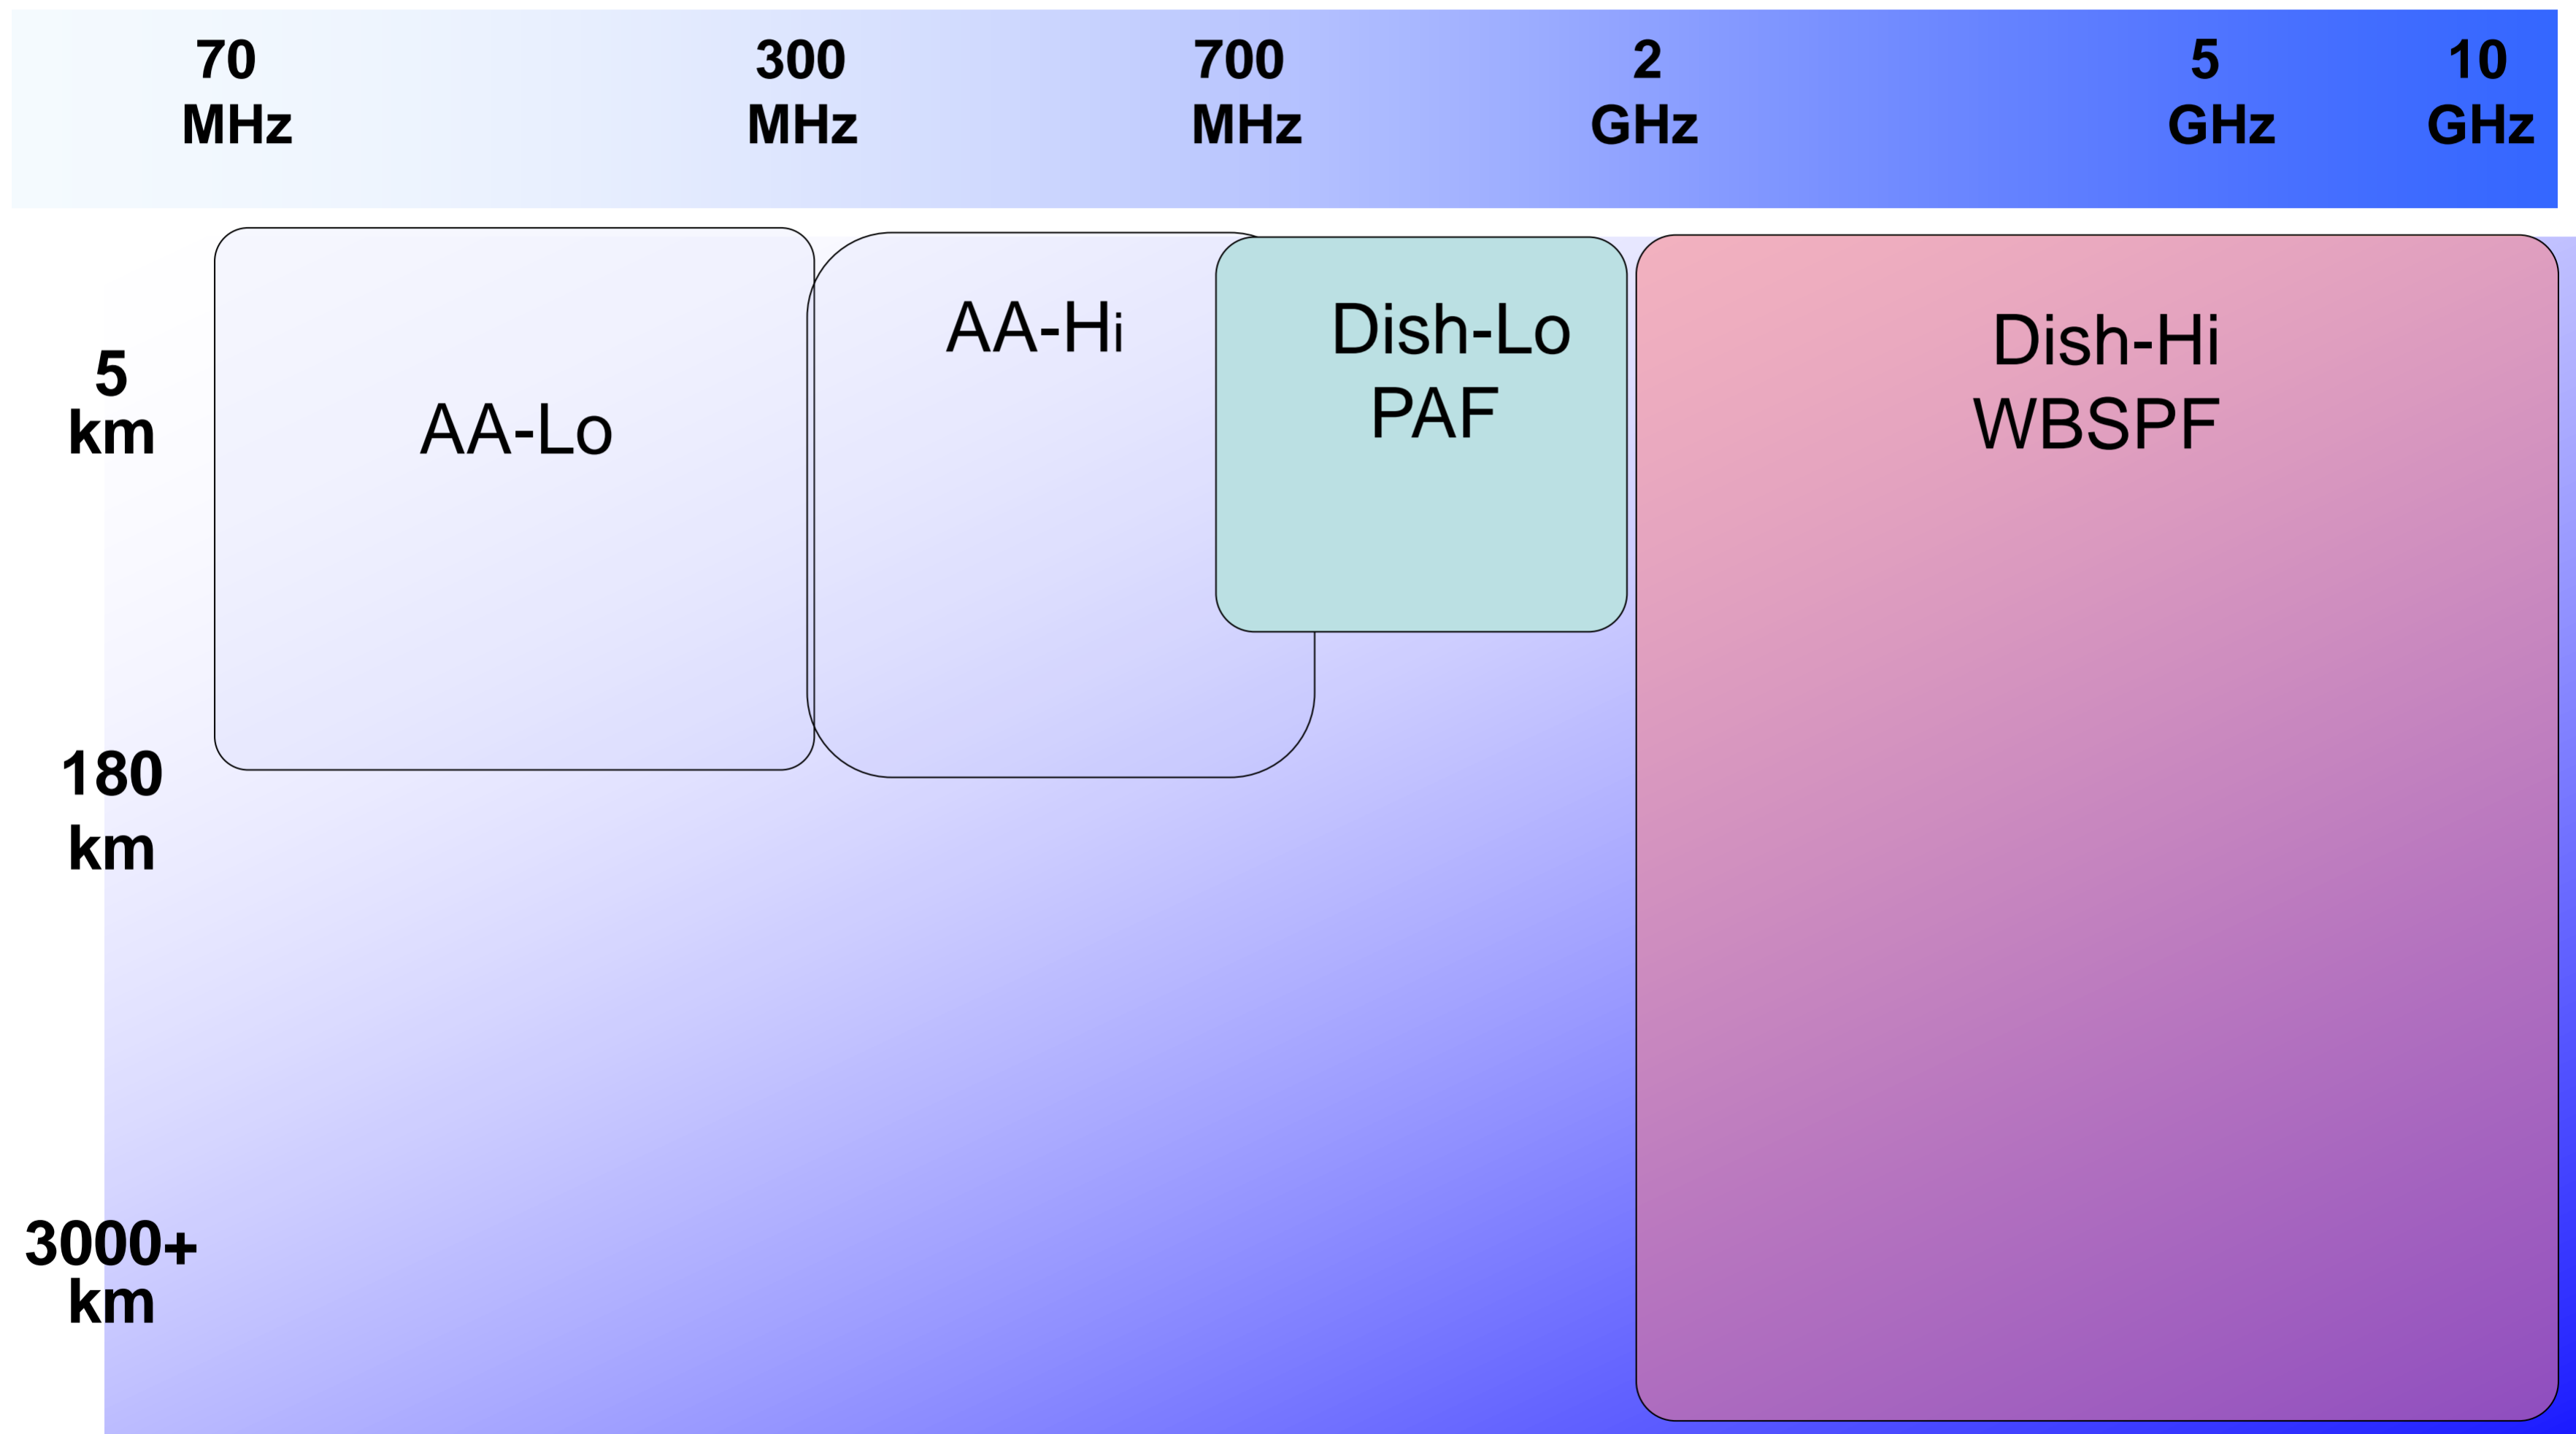 70
MHz
300
MHz
700
MHz
2
GHz
5
GHz
10
GHz
5
km
180
km
3000+
km
AA-Lo
AA-Hi
Dish-Lo
PAF
Dish-Hi
WBSPF